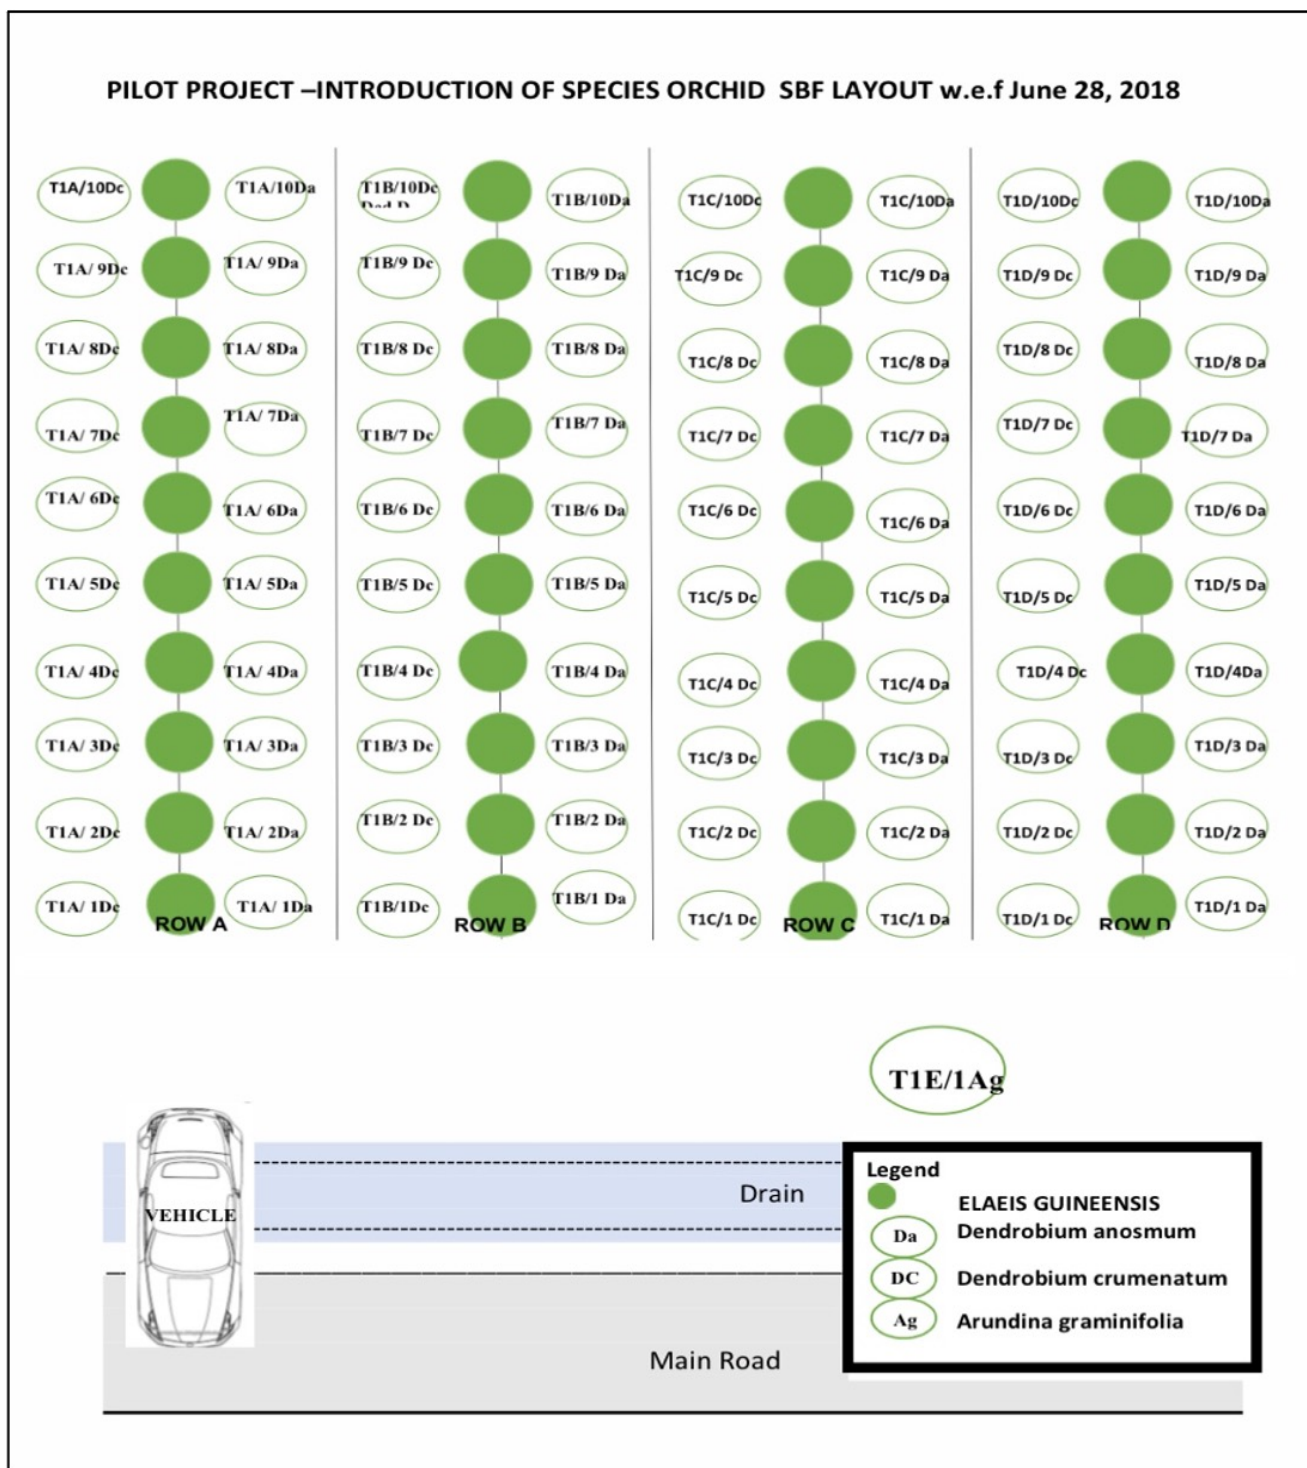 PILOT PROJECT –INTRODUCTION OF SPECIES ORCHID SBF LAYOUT w.e.f June 28, 2018
T1A/10Dc T1A/10Da T1B/10Dc T1B/10Da T1C/10Dc T1C/10Da T1D/10Dc T1D/10Da
T1A/ 9Dc T1A/ 9Da T1B/9 Dc T1B/9 Da T1C/9 Dc T1C/9 Da T1D/9 Dc T1D/9 Da
T1A/ 8Dc T1A/ 8Da T1B/8 Dc T1B/8 Da T1C/8 Dc T1C/8 Da T1D/8 Dc T1D/8 Da
T1A/ 7Dc T1A/ 7Da T1B/7 Dc T1B/7 Da T1C/7 Dc T1C/7 Da T1D/7 Dc T1D/7 Da
T1A/ 6Dc T1A/ 6Da T1B/6 Dc T1B/6 Da T1C/6 Dc T1C/6 Da T1D/6 Dc T1D/6 Da
T1A/ 5Dc T1A/ 5Da T1B/5 Dc T1B/5 Da T1C/5 Dc T1C/5 Da T1D/5 Dc T1D/5 Da
T1A/ 4Dc T1A/ 4Da T1B/4 Dc T1B/4 Da T1C/4 Dc T1C/4 Da T1D/4 Dc T1D/4Da
T1A/ 3Dc T1A/ 3Da T1B/3 Dc T1B/3 Da T1C/3 Dc T1C/3 Da T1D/3 Dc T1D/3 Da
T1A/ 2Dc T1A/ 2Da T1B/2 Dc T1B/2 Da T1C/2 Dc T1C/2 Da T1D/2 Dc T1D/2 Da
T1A/ 1Dc T1A/ 1Da T1B/1Dc T1B/1 Da T1C/1 Dc T1C/1 Da T1D/1 Dc T1D/1 Da
ROW A ROW B ROW C ROW D
T1E/1Ag
VEHICLE
Drain
Main Road
Legend
ELAEIS GUINEENSIS
Da Dendrobium anosmum
DC Dendrobium crumenatum
Ag Arundina graminifolia